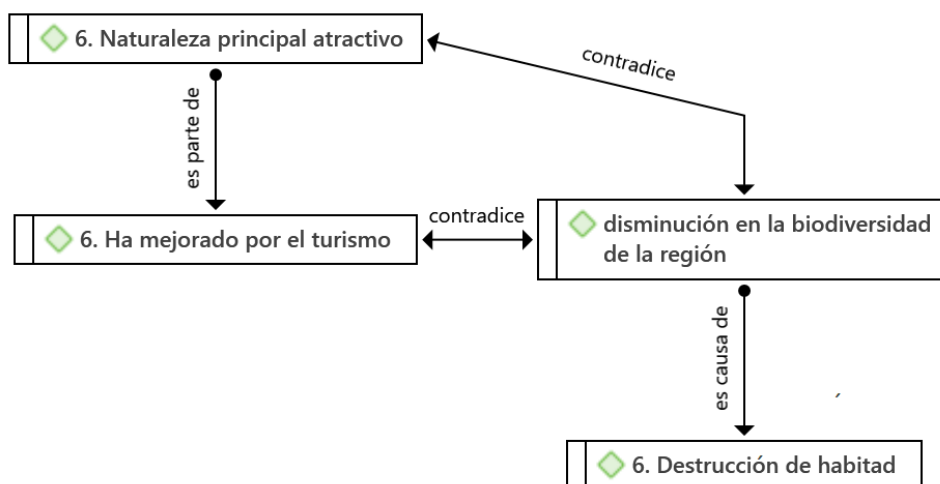 6. Naturaleza principal atractivo
contradice
es parte de
6. Ha mejorado por el turismo
contradice
disminución en la biodiversidad
de la región
es causa de
6. Destrucción de habitad